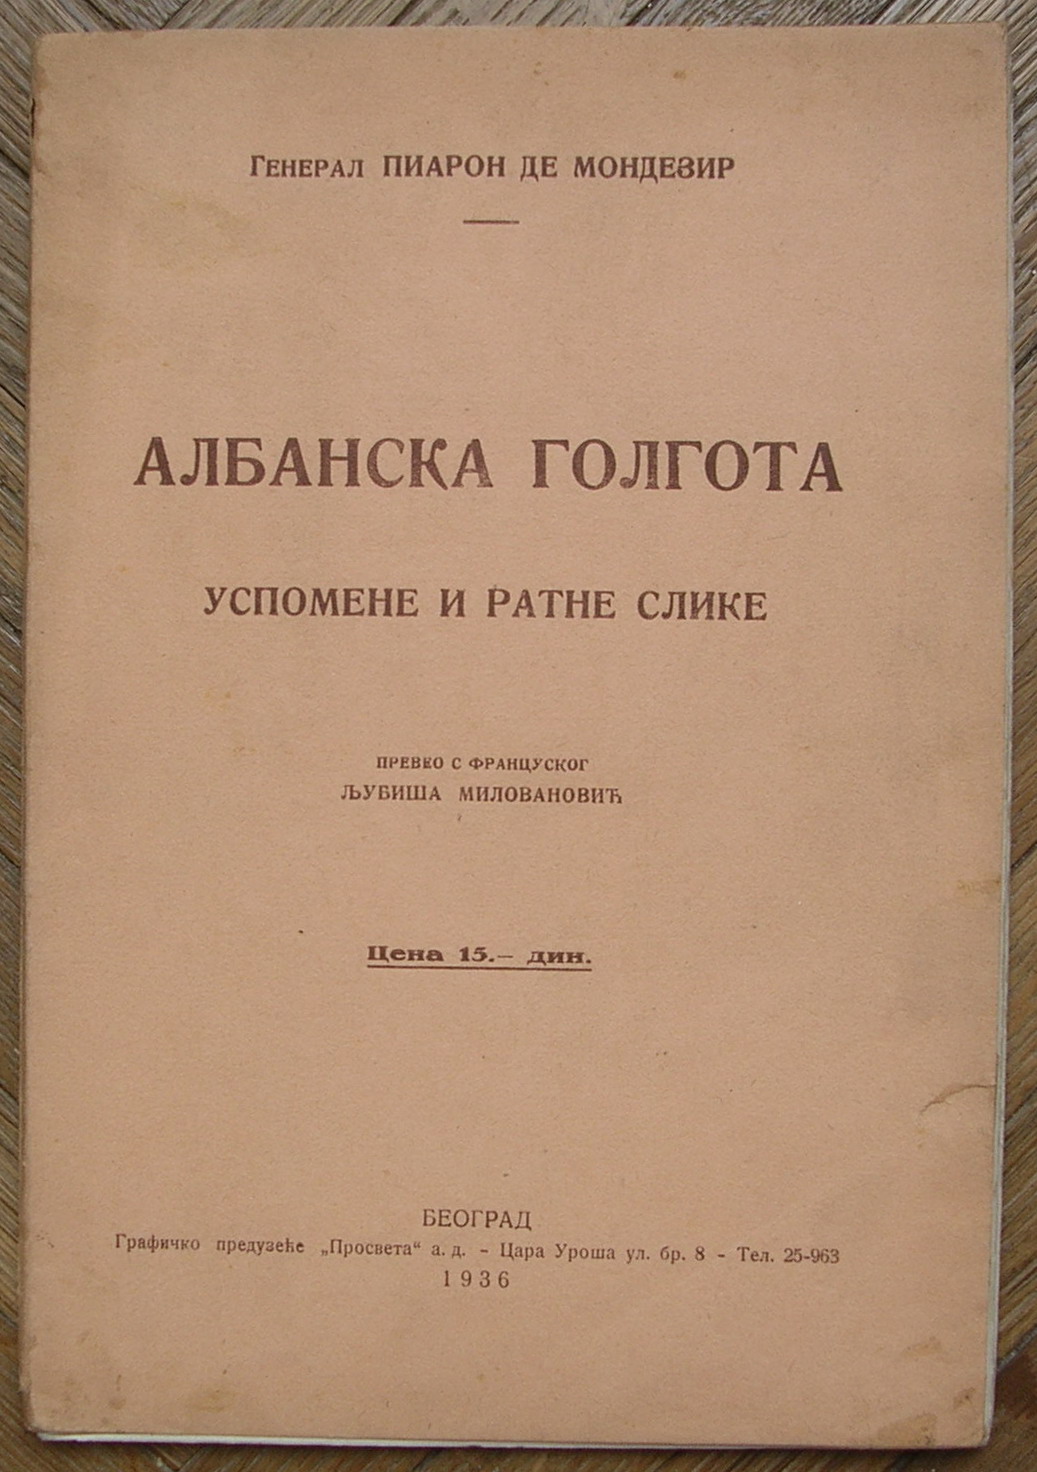 Генерал ПИАРОН ДЕ МОНДЕЗИР
АЛБАНСКА ГОЛГОТА
УСПОМЕНЕ И РАТНЕ СЛИКЕ
ПРЕВЕО С ФРАНЦУСКОГ
ЉУБИША МИЛОВАНОВИЋ
Цена 15.— дин.
БЕОГРАД
Графичко предузеће „Просвета“ а. д. - Цара Уроша ул. бр. 8 - Тел. 25-963
1936